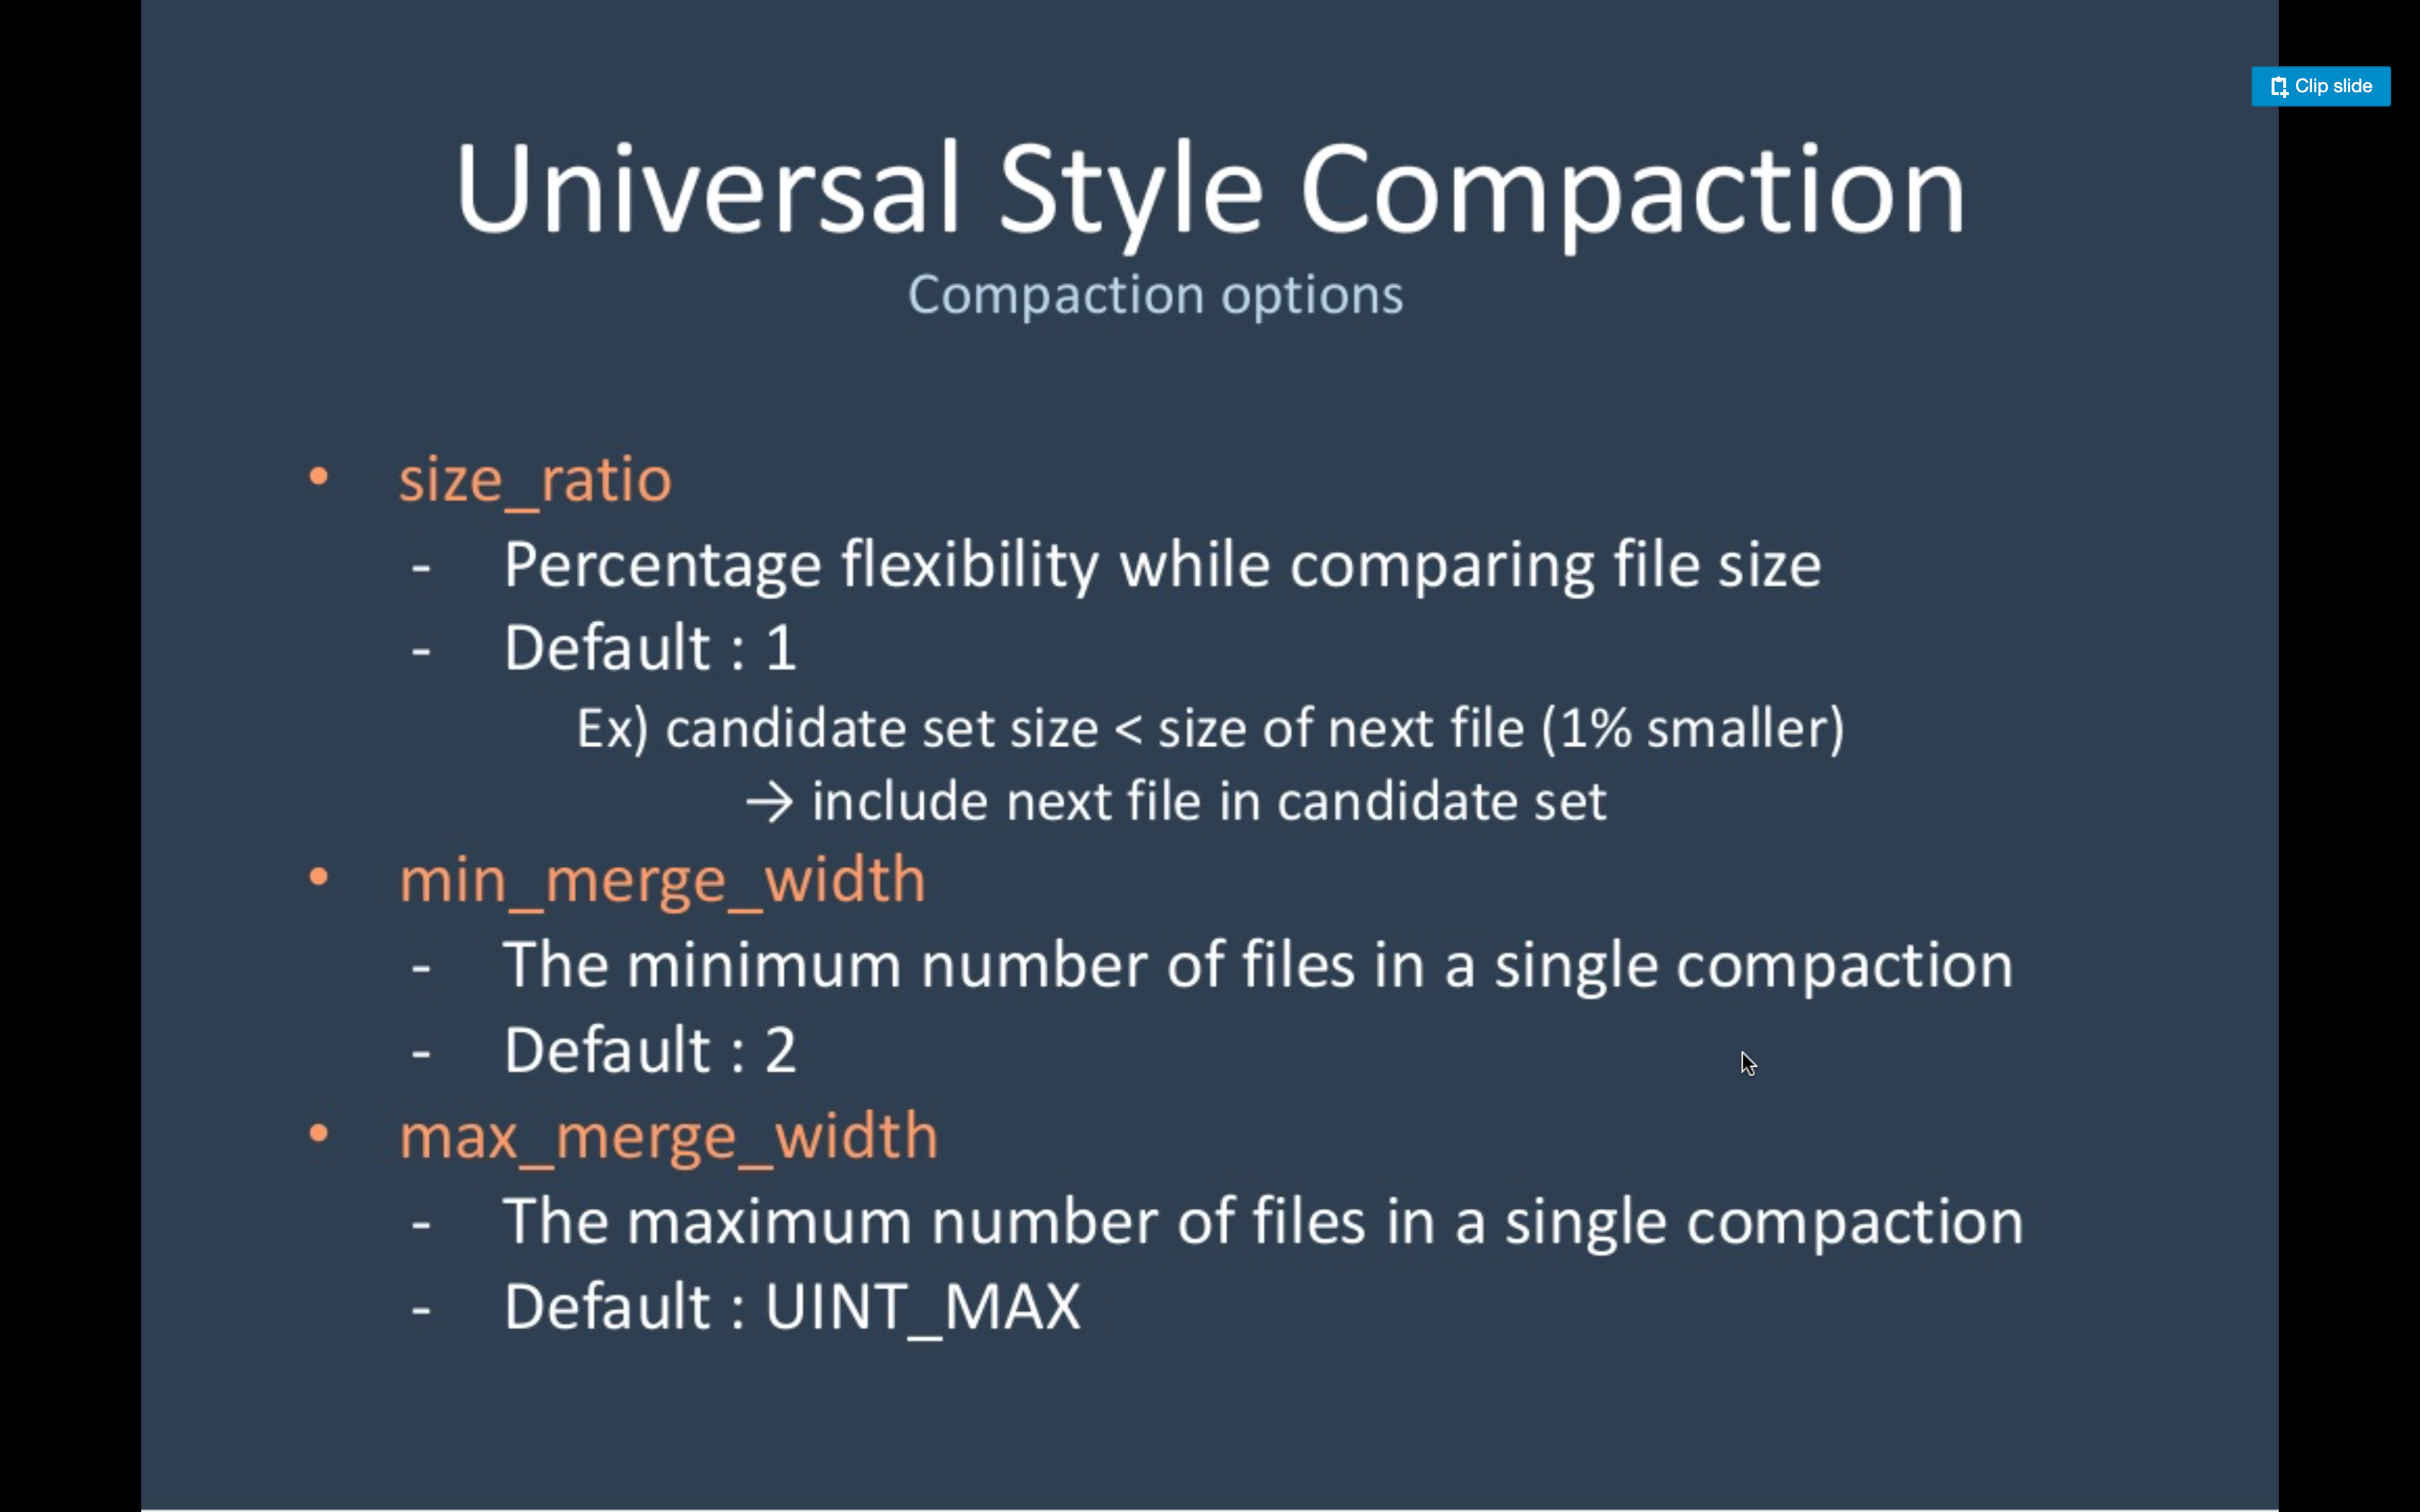 Clip slide
Universal Style Compaction
Compaction options
• size_ratio
- Percentage flexibility while comparing file size
- Default : 1
Ex) candidate set size < size of next file (1% smaller)
→ include next file in candidate set
• min_merge_width
- The minimum number of files in a single compaction
- Default : 2
• max_merge_width
- The maximum number of files in a single compaction
- Default : UINT_MAX